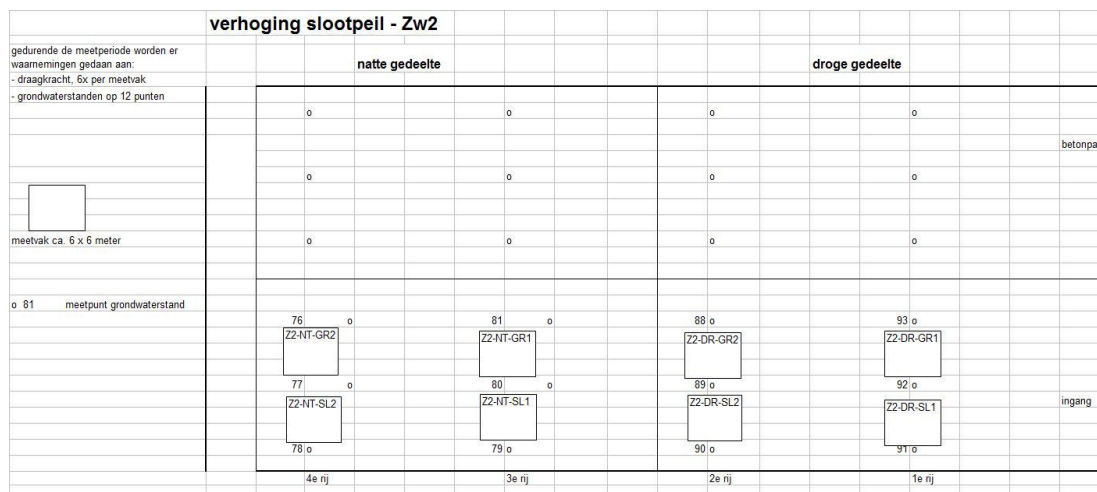 verhoging slootpeil - Zw2
gedurende de meetperiode worden er
waarnemingen gedaan aan:
natte gedeelte droge gedeelte
- draagkracht, 6x per meetvak
- grondwaterstanden op 12 punten
o o o o
betonpa
o o o o
meetvak ca. 6 x 6 meter o o o o
o 81 meetpunt grondwaterstand
76 o 81 o 88 o 93 o
Z2-NT-GR2 Z2-NT-GR1 Z2-DR-GR2 Z2-DR-GR1
77 o 80 o 89 o 92 o
Z2-NT-SL2 Z2-NT-SL1 Z2-DR-SL2 Z2-DR-SL1 ingang
78 o 79 o 90 o 91 o
4e rij 3e rij 2e rij 1e rij